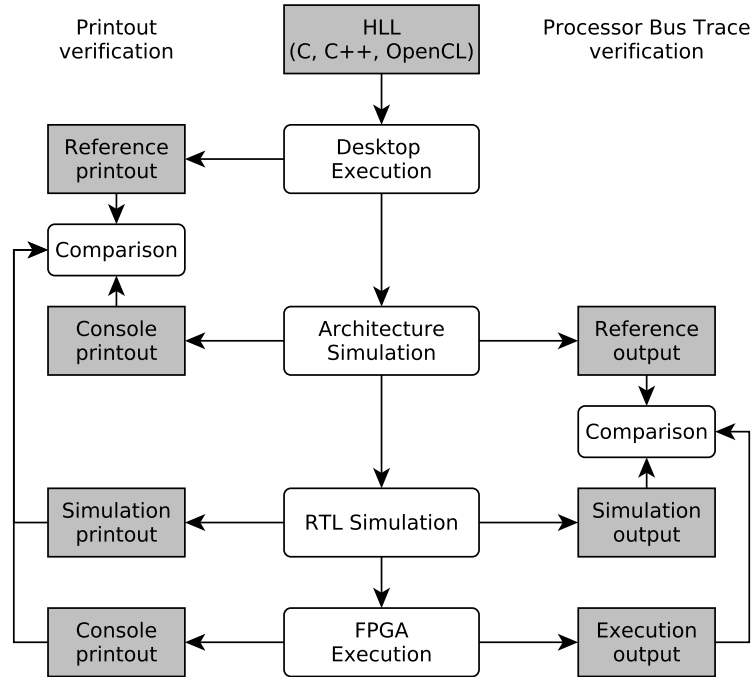 Printout
verification
HLL
(C, C++, OpenCL)
Processor Bus Trace
verification
Reference
printout
Desktop
Execution
Comparison
Console
printout
Architecture
Simulation
Reference
output
Comparison
Simulation
printout
RTL Simulation
Simulation
output
Console
printout
FPGA
Execution
Execution
output